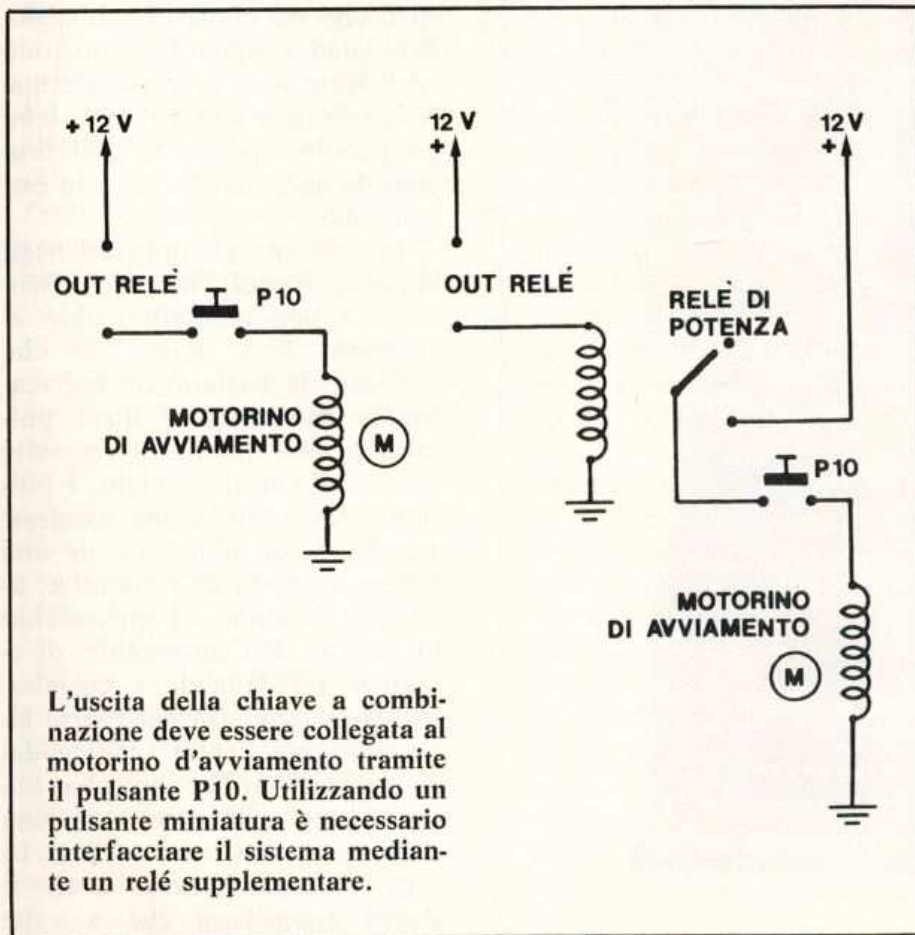 + 12 V
OUT RELÉ
P10
MOTORINO
DI AVVIAMENTO
M
12 V
+
OUT RELÉ
12 V
+
RELÈ DI
POTENZA
P10
MOTORINO
DI AVVIAMENTO
M
L'uscita della chiave a combi-
nazione deve essere collegata al
motorino d'avviamento tramite
il pulsante P10. Utilizzando un
pulsante miniatura è necessario
interfacciare il sistema median-
te un relé supplementare.